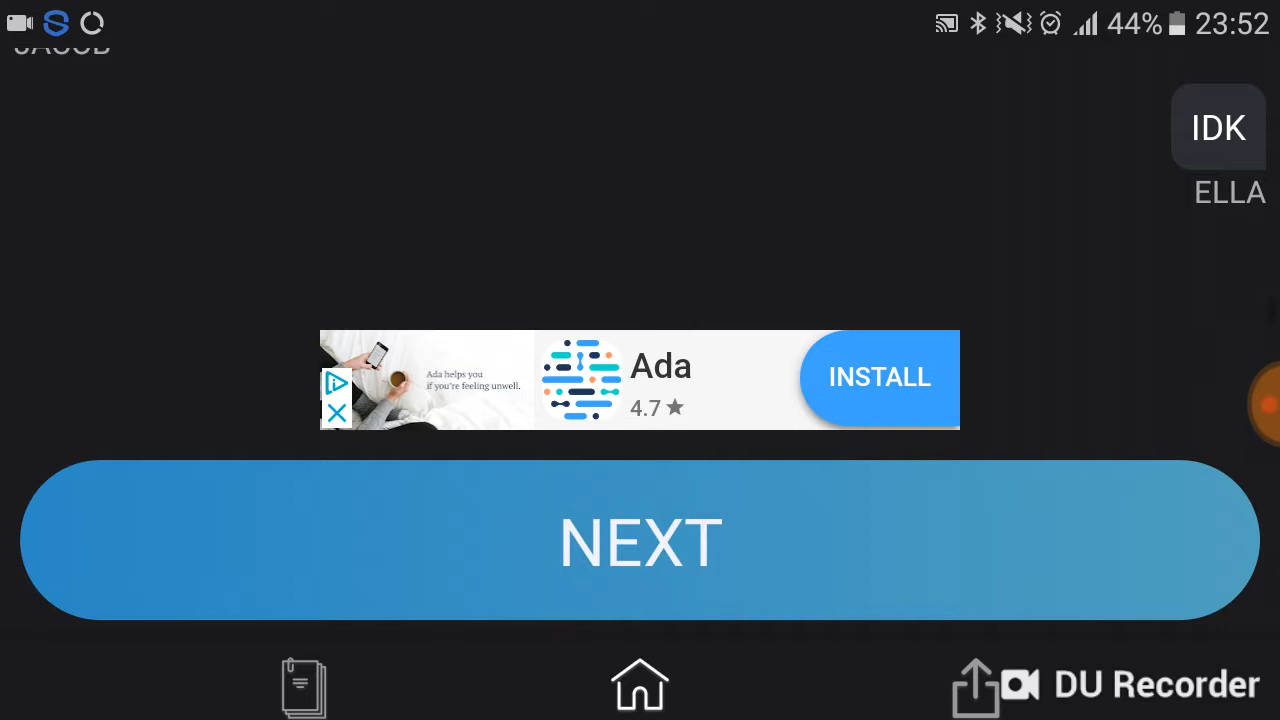 44% 23:52
JACOB
IDK
ELLA
Ada helps you
if you're feeling unwell.
Ada
4.7 ★
INSTALL
NEXT
DU Recorder